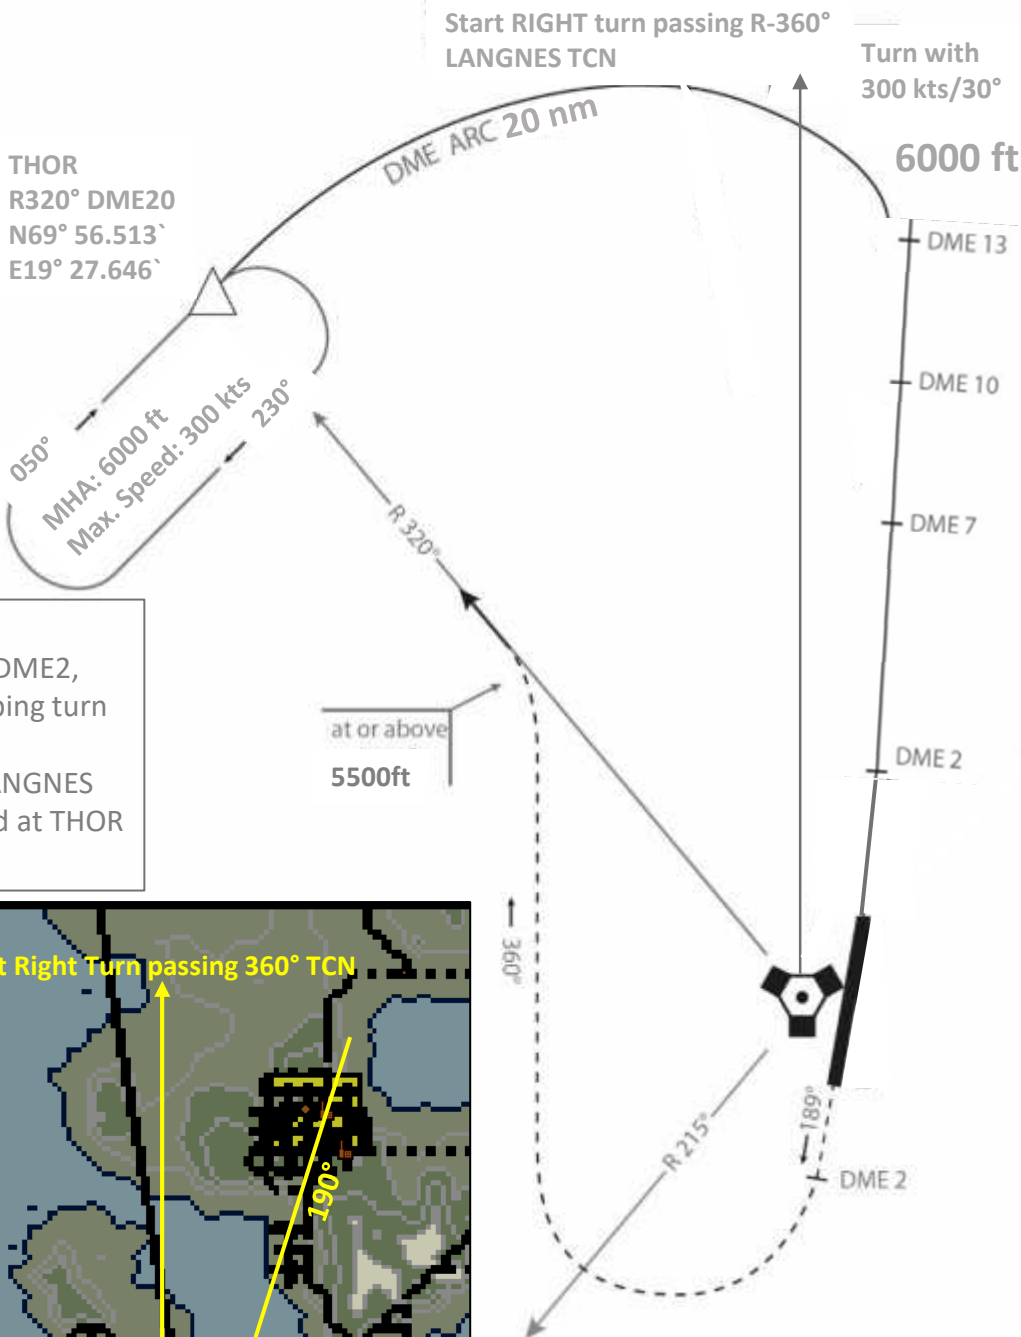 Start RIGHT turn passing R-360°
LANGNES TCN
Turn with
300 kts/30°
6000 ft
DME ARC 20 nm
THOR
R320° DME20
N69° 56.513`
E19° 27.646`
DME 13
DME 10
DME 7
DME 2
050°
MHA: 6000 ft
Max. Speed: 300 kts
230°
R 320°
DME2,
turn
at or above
5500ft
at THOR
360°
189°
R 215°
DME 2
Right Turn passing 360° TCN
190°